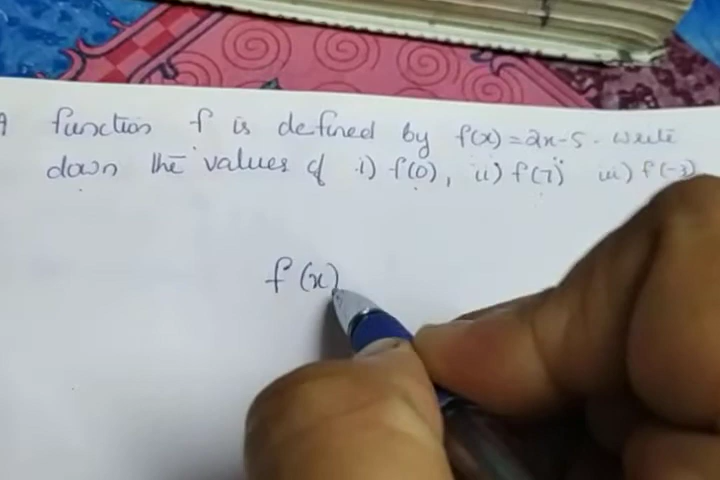 A function f is defined by f(x)=2x-5. write
down the values of i) f(0), ii) f(7) iii) f(-3)
f(x)